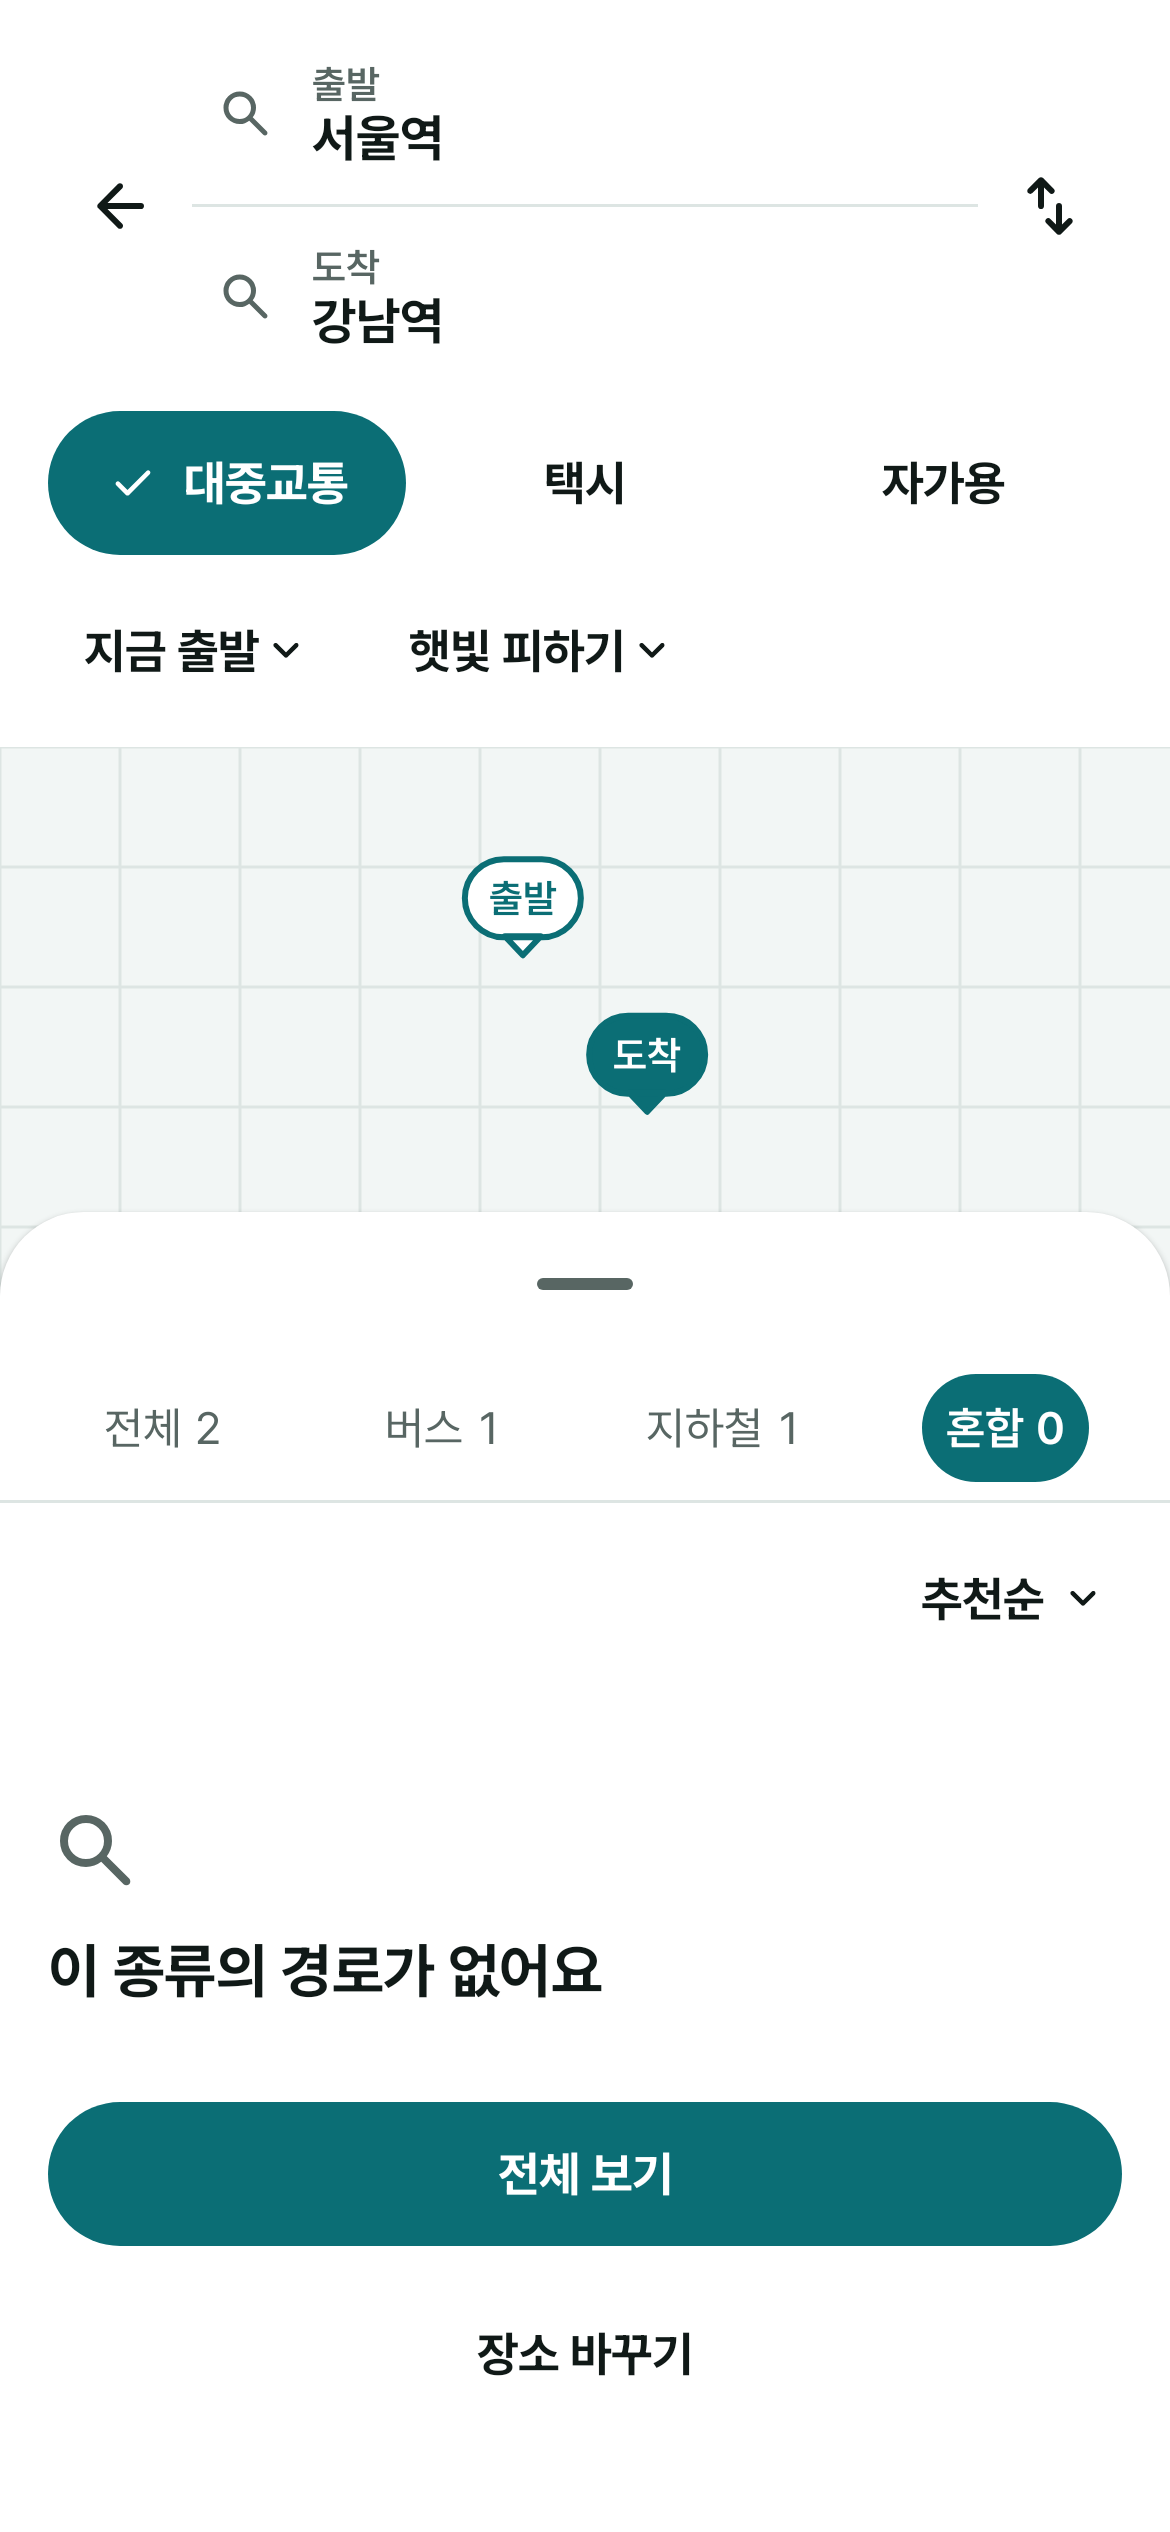 출발
서울역
도착
강남역
대중교통 택시 자가용
지금 출발 햇빛 피하기
출발
도착
전체 2 버스 1 지하철 1 혼합 0
추천순
이 종류의 경로가 없어요
전체 보기
장소 바꾸기